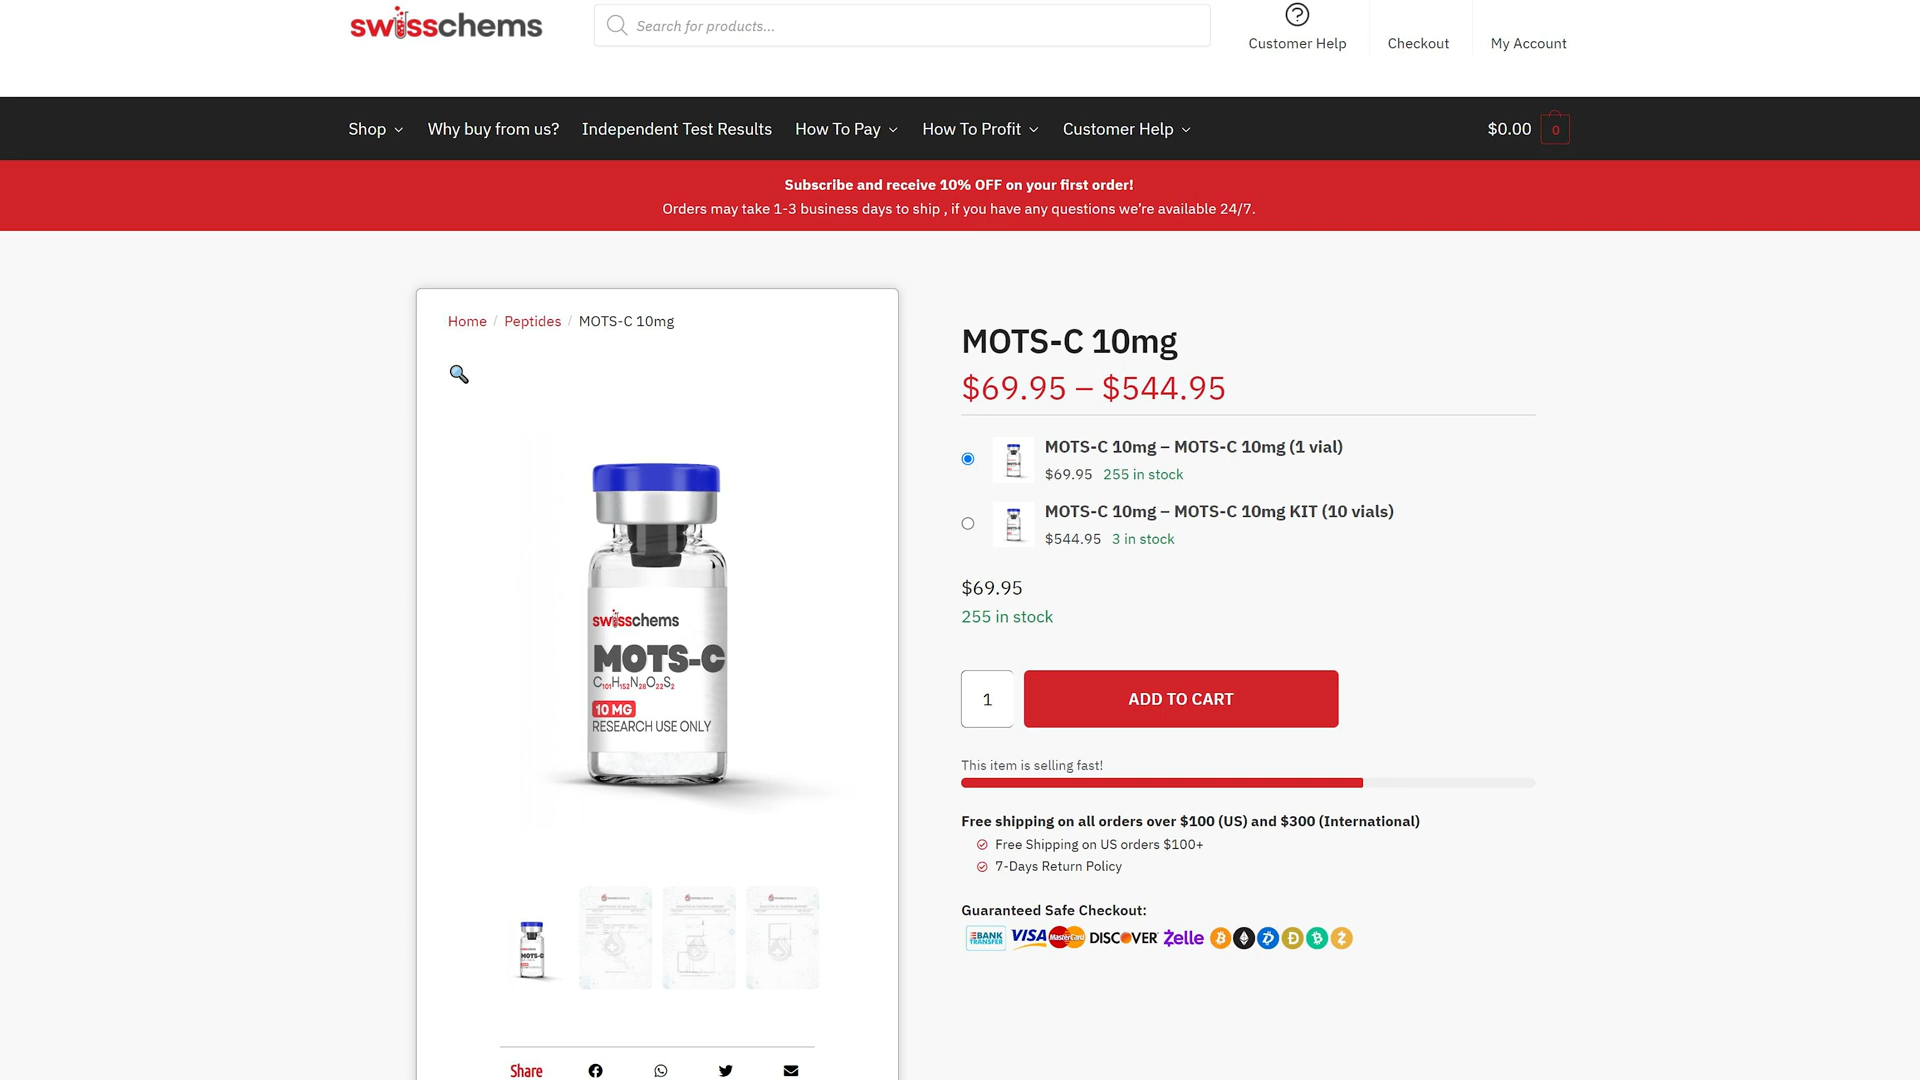 swisschems
Search for products...
Customer Help
Checkout
My Account
Shop
Why buy from us?
Independent Test Results
How To Pay
How To Profit
Customer Help
$0.00
0
Subscribe and receive 10% OFF on your first order!
Orders may take 1-3 business days to ship , if you have any questions we're available 24/7.
Home / Peptides / MOTS-C 10mg
swisschems
MOTS-C
C101H152N28O22S2
10 MG
RESEARCH USE ONLY
Share
MOTS-C 10mg
$69.95 – $544.95
MOTS-C 10mg – MOTS-C 10mg (1 vial)
$69.95 255 in stock
MOTS-C 10mg – MOTS-C 10mg KIT (10 vials)
$544.95 3 in stock
$69.95
255 in stock
1
ADD TO CART
This item is selling fast!
Free shipping on all orders over $100 (US) and $300 (International)
Free Shipping on US orders $100+
7-Days Return Policy
Guaranteed Safe Checkout:
BANK TRANSFER VISA MasterCard DISCOVER Zelle